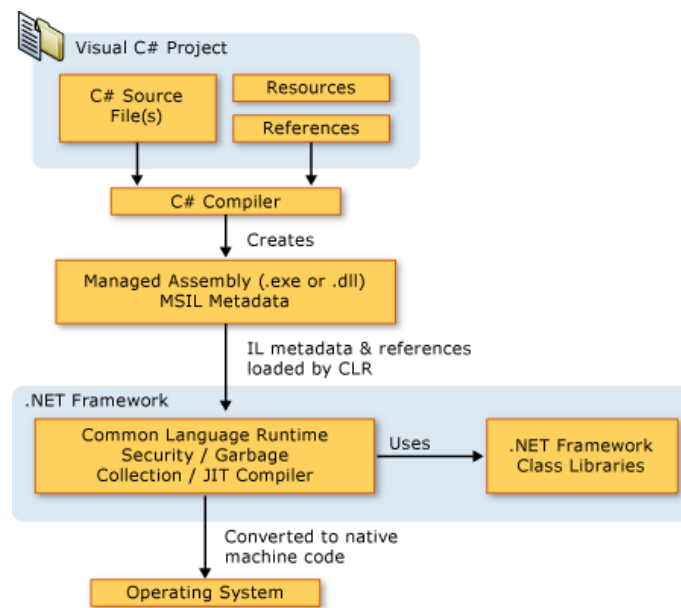 Visual C# Project
C# Source
File(s)
Resources
References
C# Compiler
Creates
Managed Assembly (.exe or .dll)
MSIL Metadata
IL metadata & references
loaded by CLR
.NET Framework
Common Language Runtime
Security / Garbage
Collection / JIT Compiler
Uses
.NET Framework
Class Libraries
Converted to native
machine code
Operating System